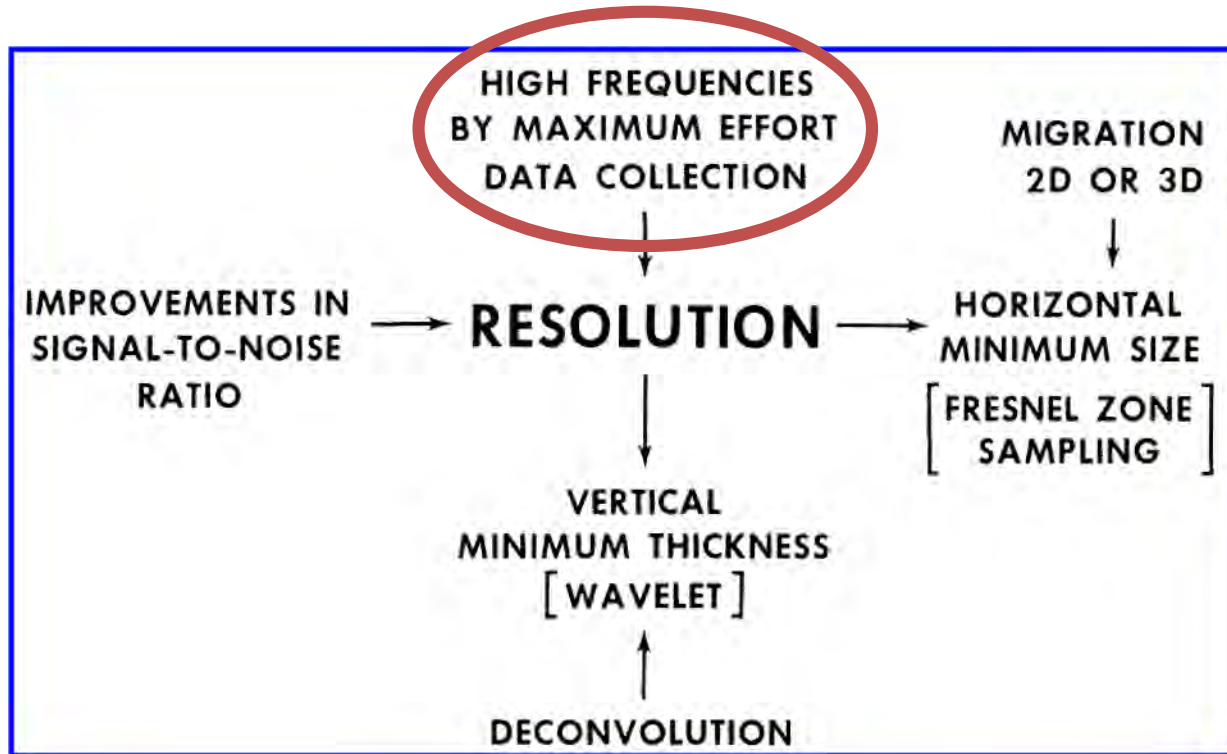 HIGH FREQUENCIES
BY MAXIMUM EFFORT
DATA COLLECTION
MIGRATION
2D OR 3D
IMPROVEMENTS IN
SIGNAL-TO-NOISE
RATIO
RESOLUTION
HORIZONTAL
MINIMUM SIZE
[FRESNEL ZONE
SAMPLING]
VERTICAL
MINIMUM THICKNESS
[WAVELET]
DECONVOLUTION